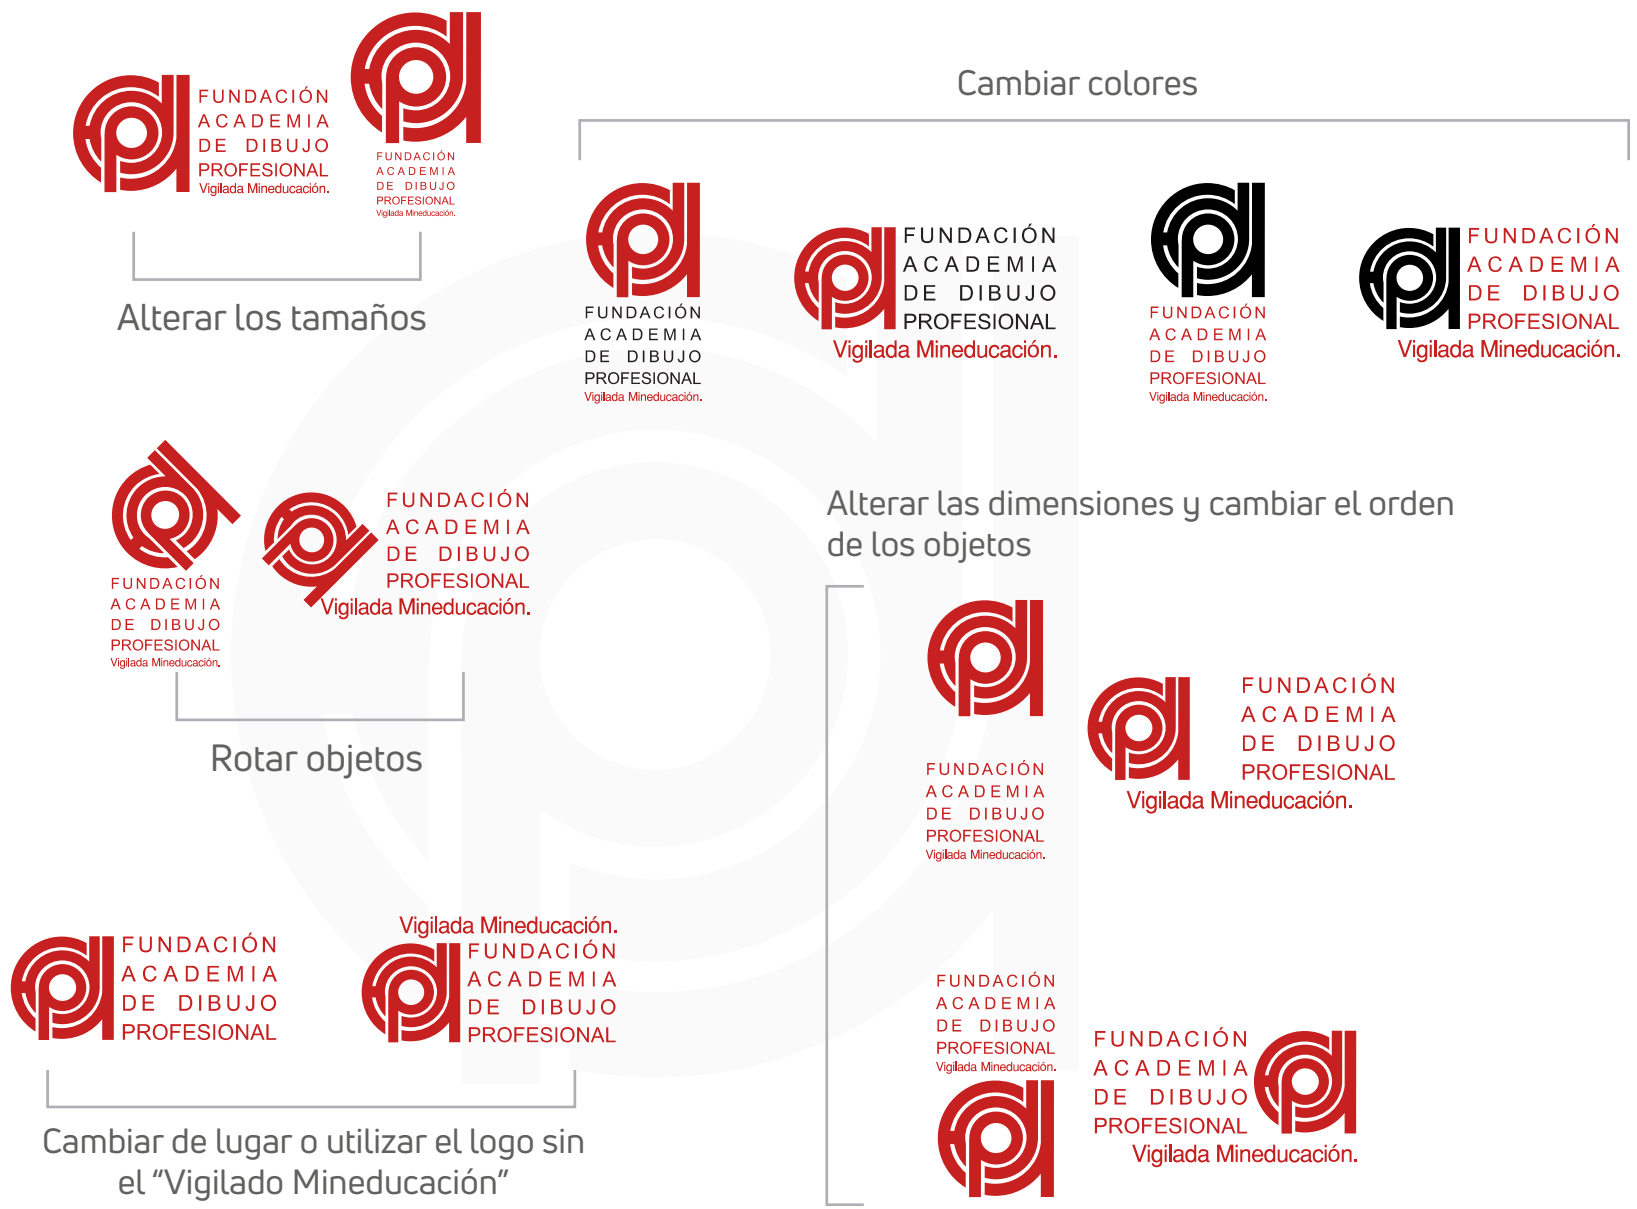 FUNDACIÓN
ACADEMIA
DE DIBUJO
PROFESIONAL
Vigilada Mineducación.
FUNDACIÓN
ACADEMIA
DE DIBUJO
PROFESIONAL
Vigilada Mineducación.
Alterar los tamaños
Cambiar colores
FUNDACIÓN
ACADEMIA
DE DIBUJO
PROFESIONAL
Vigilada Mineducación.
FUNDACIÓN
ACADEMIA
DE DIBUJO
PROFESIONAL
Vigilada Mineducación.
FUNDACIÓN
ACADEMIA
DE DIBUJO
PROFESIONAL
Vigilada Mineducación.
FUNDACIÓN
ACADEMIA
DE DIBUJO
PROFESIONAL
Vigilada Mineducación.
FUNDACIÓN
ACADEMIA
DE DIBUJO
PROFESIONAL
Vigilada Mineducación.
FUNDACIÓN
ACADEMIA
DE DIBUJO
PROFESIONAL
Vigilada Mineducación.
Rotar objetos
Alterar las dimensiones y cambiar el orden
de los objetos
FUNDACIÓN
ACADEMIA
DE DIBUJO
PROFESIONAL
Vigilada Mineducación.
FUNDACIÓN
ACADEMIA
DE DIBUJO
PROFESIONAL
Vigilada Mineducación.
FUNDACIÓN
ACADEMIA
DE DIBUJO
PROFESIONAL
Vigilada Mineducación.
FUNDACIÓN
ACADEMIA
DE DIBUJO
PROFESIONAL
Vigilada Mineducación.
FUNDACIÓN
ACADEMIA
DE DIBUJO
PROFESIONAL
Vigilada Mineducación.
FUNDACIÓN
ACADEMIA
DE DIBUJO
PROFESIONAL
Cambiar de lugar o utilizar el logo sin
el “Vigilado Mineducación”